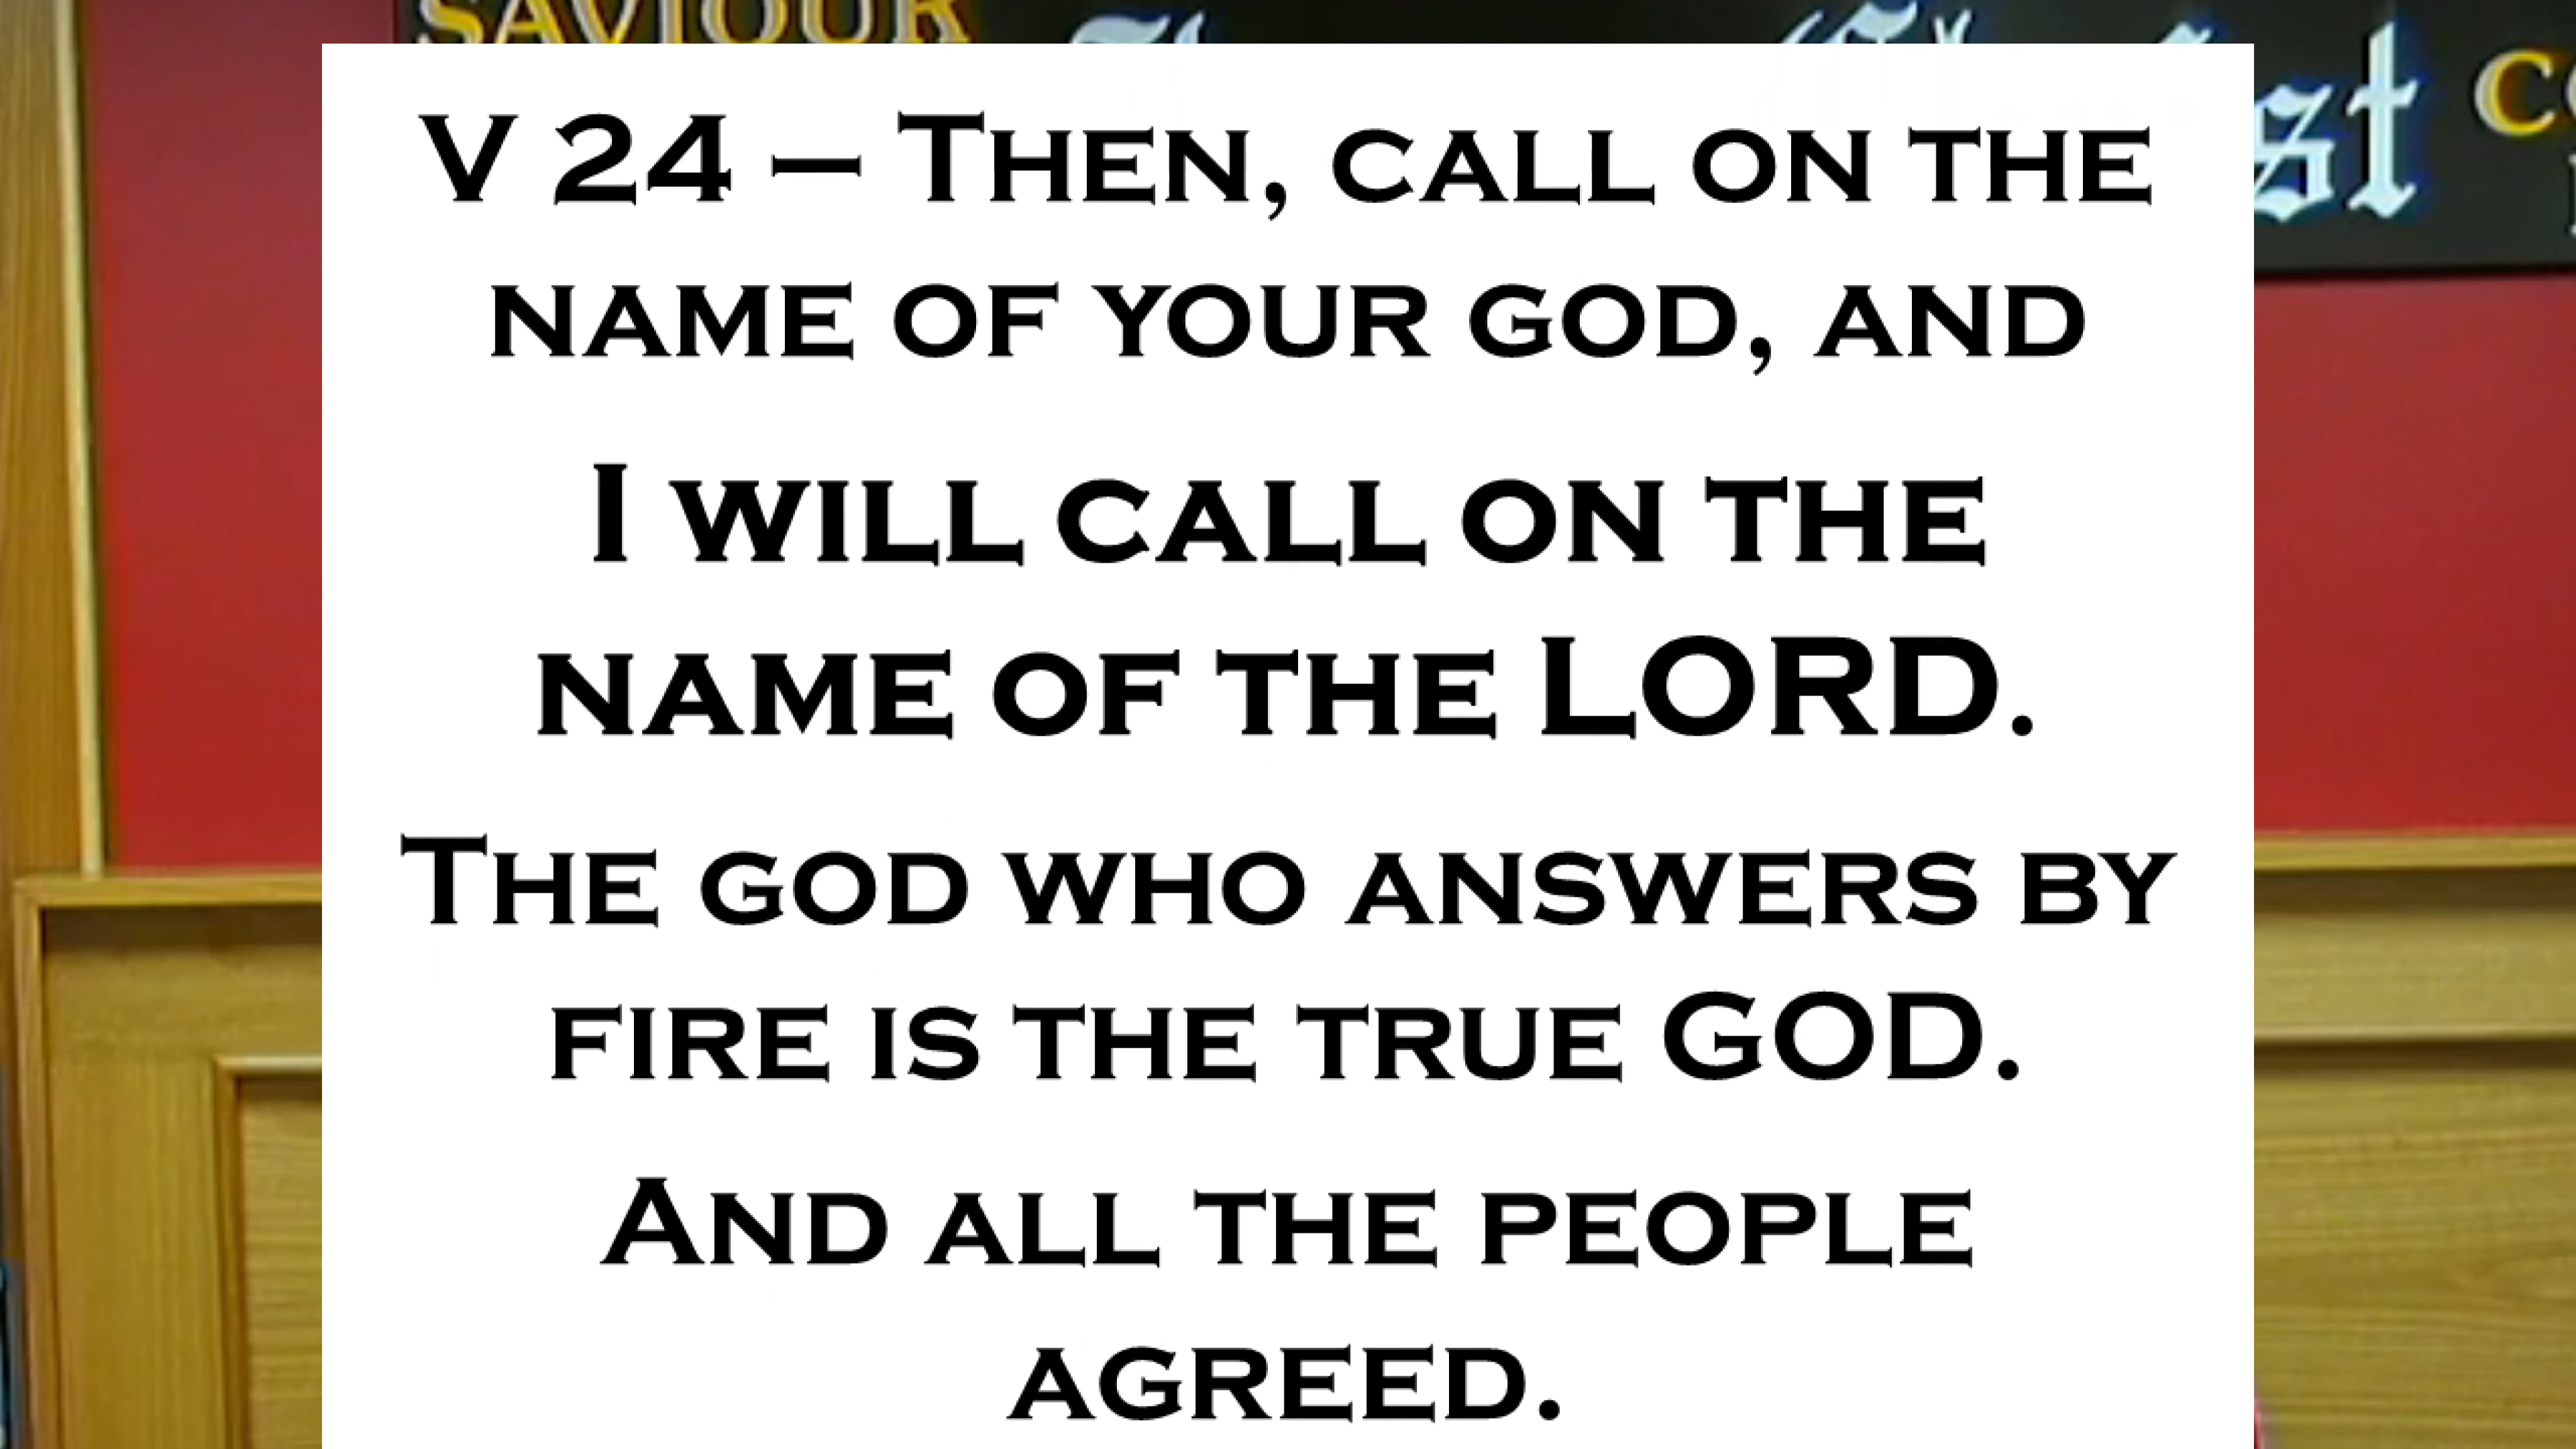 SAVIOUR
st
V 24 – THEN, CALL ON THE
NAME OF YOUR GOD, AND
I WILL CALL ON THE
NAME OF THE LORD.
THE GOD WHO ANSWERS BY
FIRE IS THE TRUE GOD.
AND ALL THE PEOPLE
AGREED.